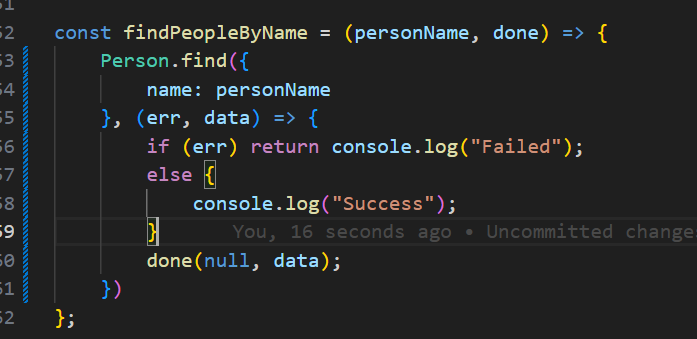 51
52 const findPeopleByName = (personName, done) => {
53 Person.find({
54 name: personName
55 }, (err, data) => {
56 if (err) return console.log("Failed");
57 else {
58 console.log("Success");
59 } You, 16 seconds ago • Uncommitted changes
60 done(null, data);
61 })
62 };